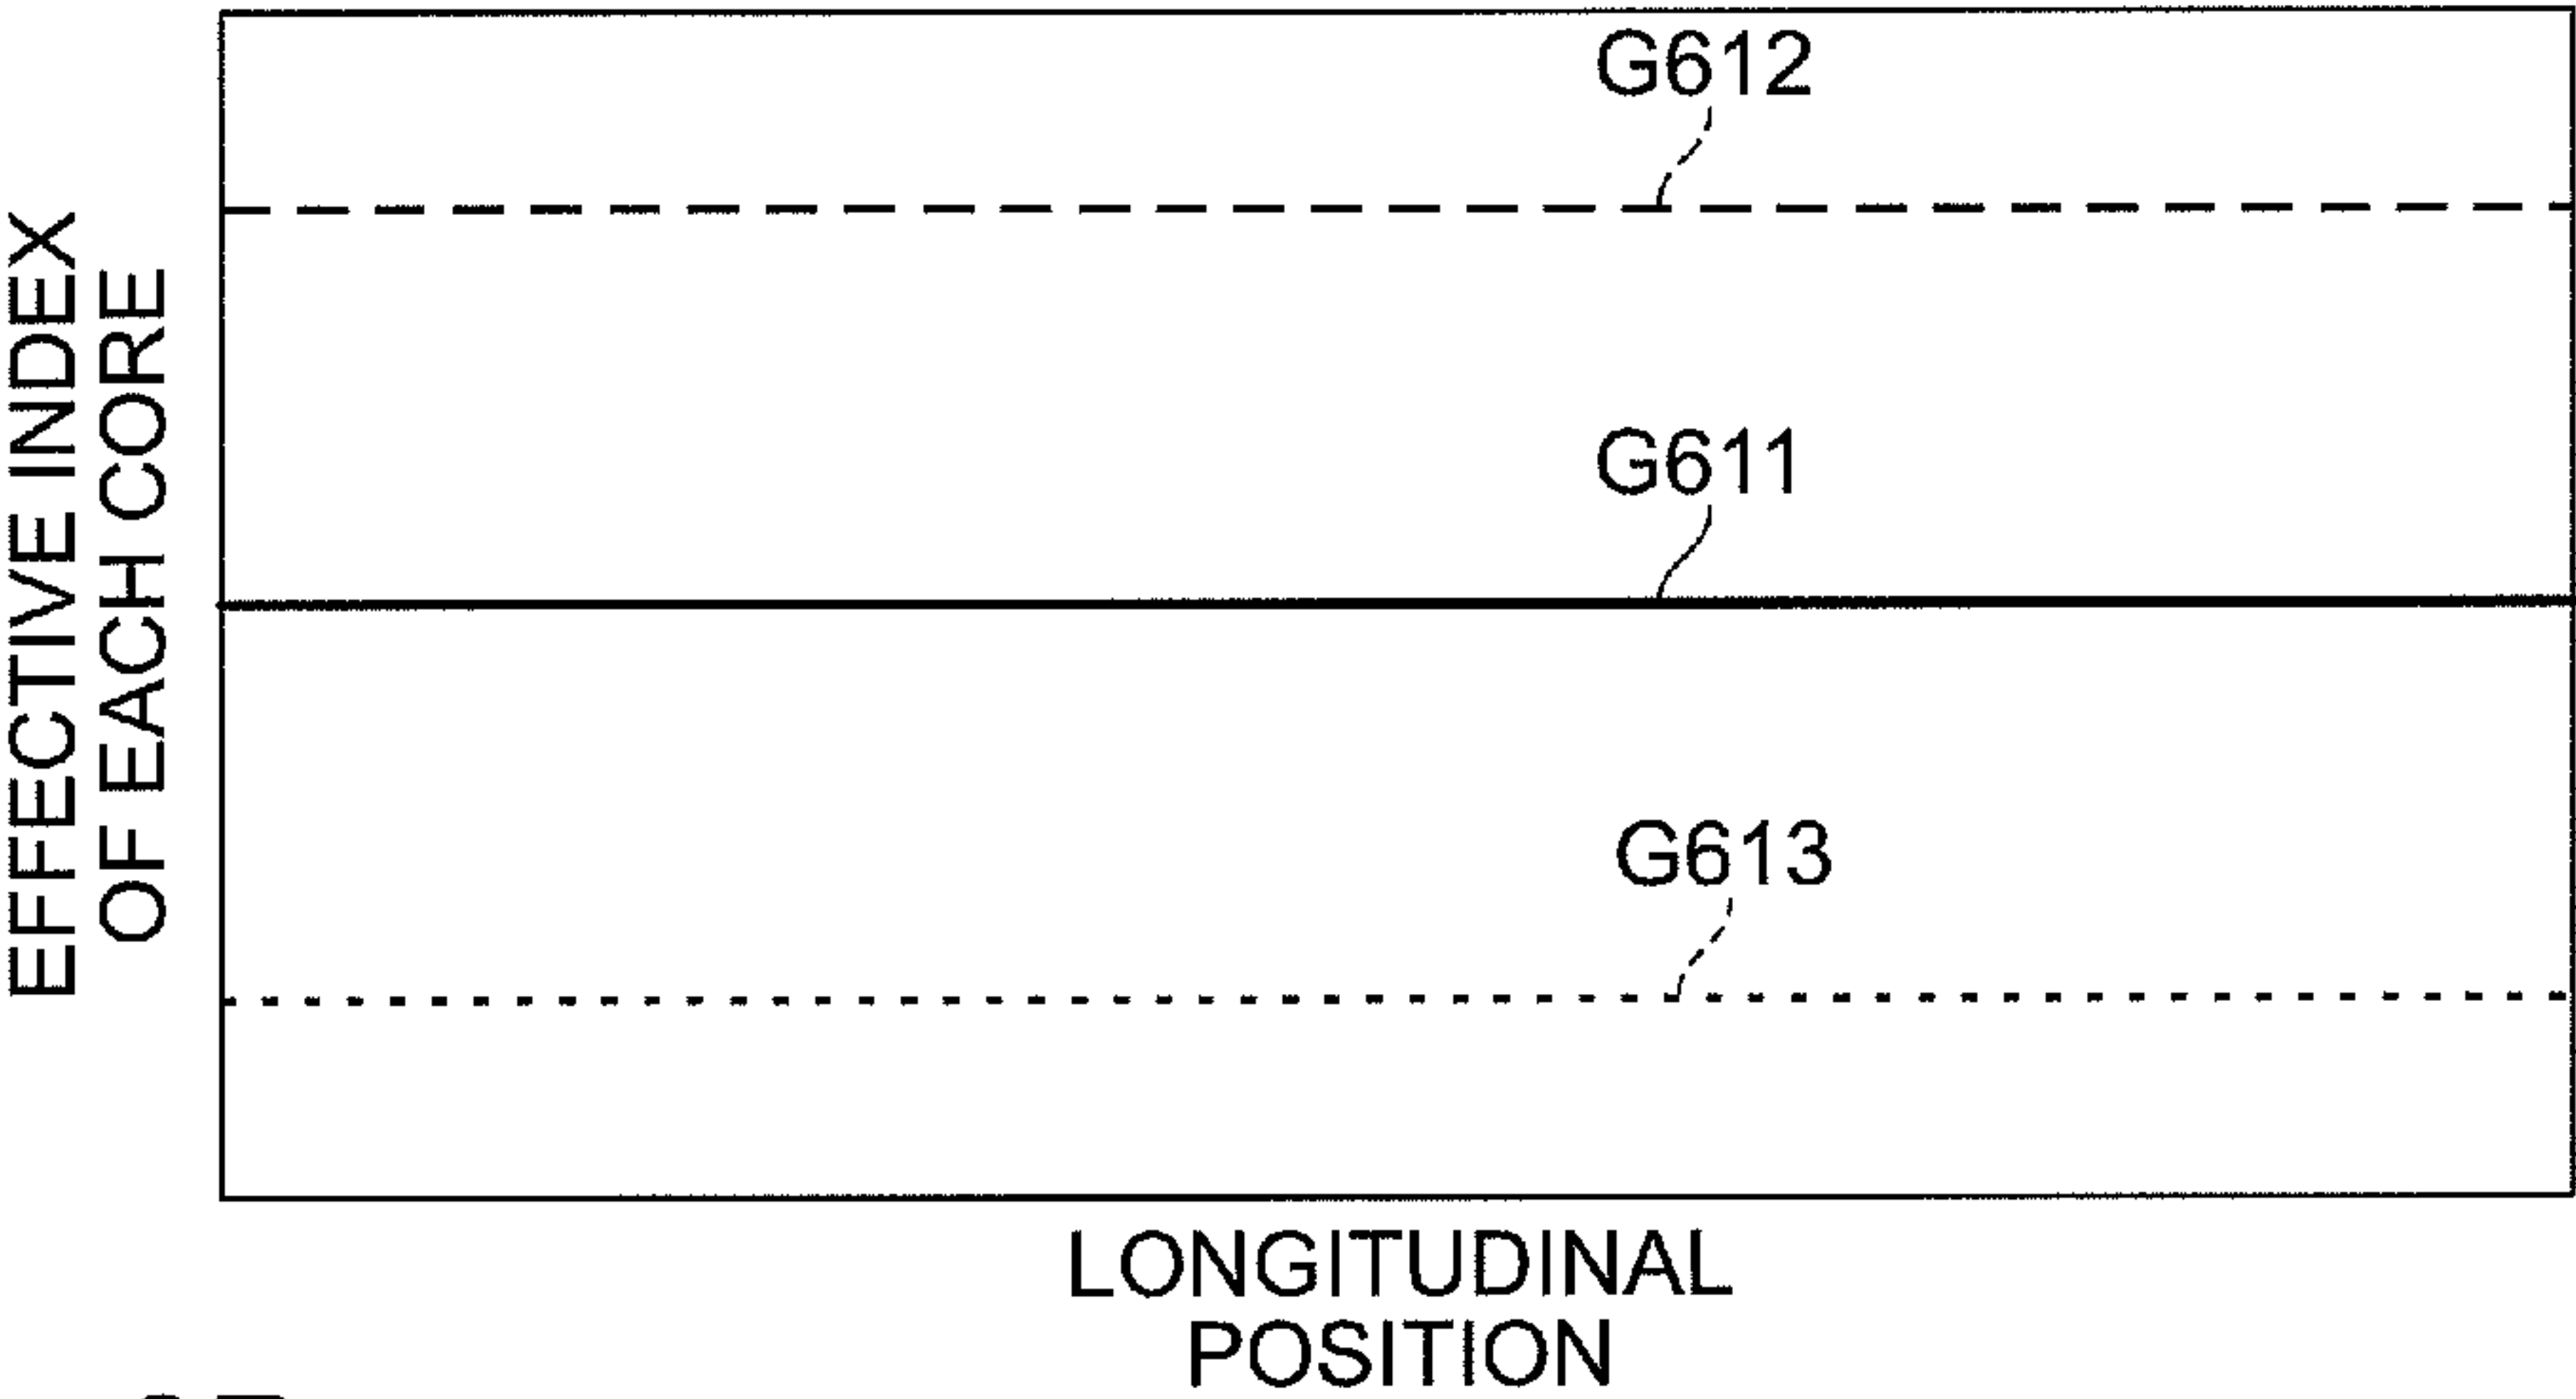 G612
G611
G613
EFFECTIVE INDEX
OF EACH CORE
LONGITUDINAL
POSITION